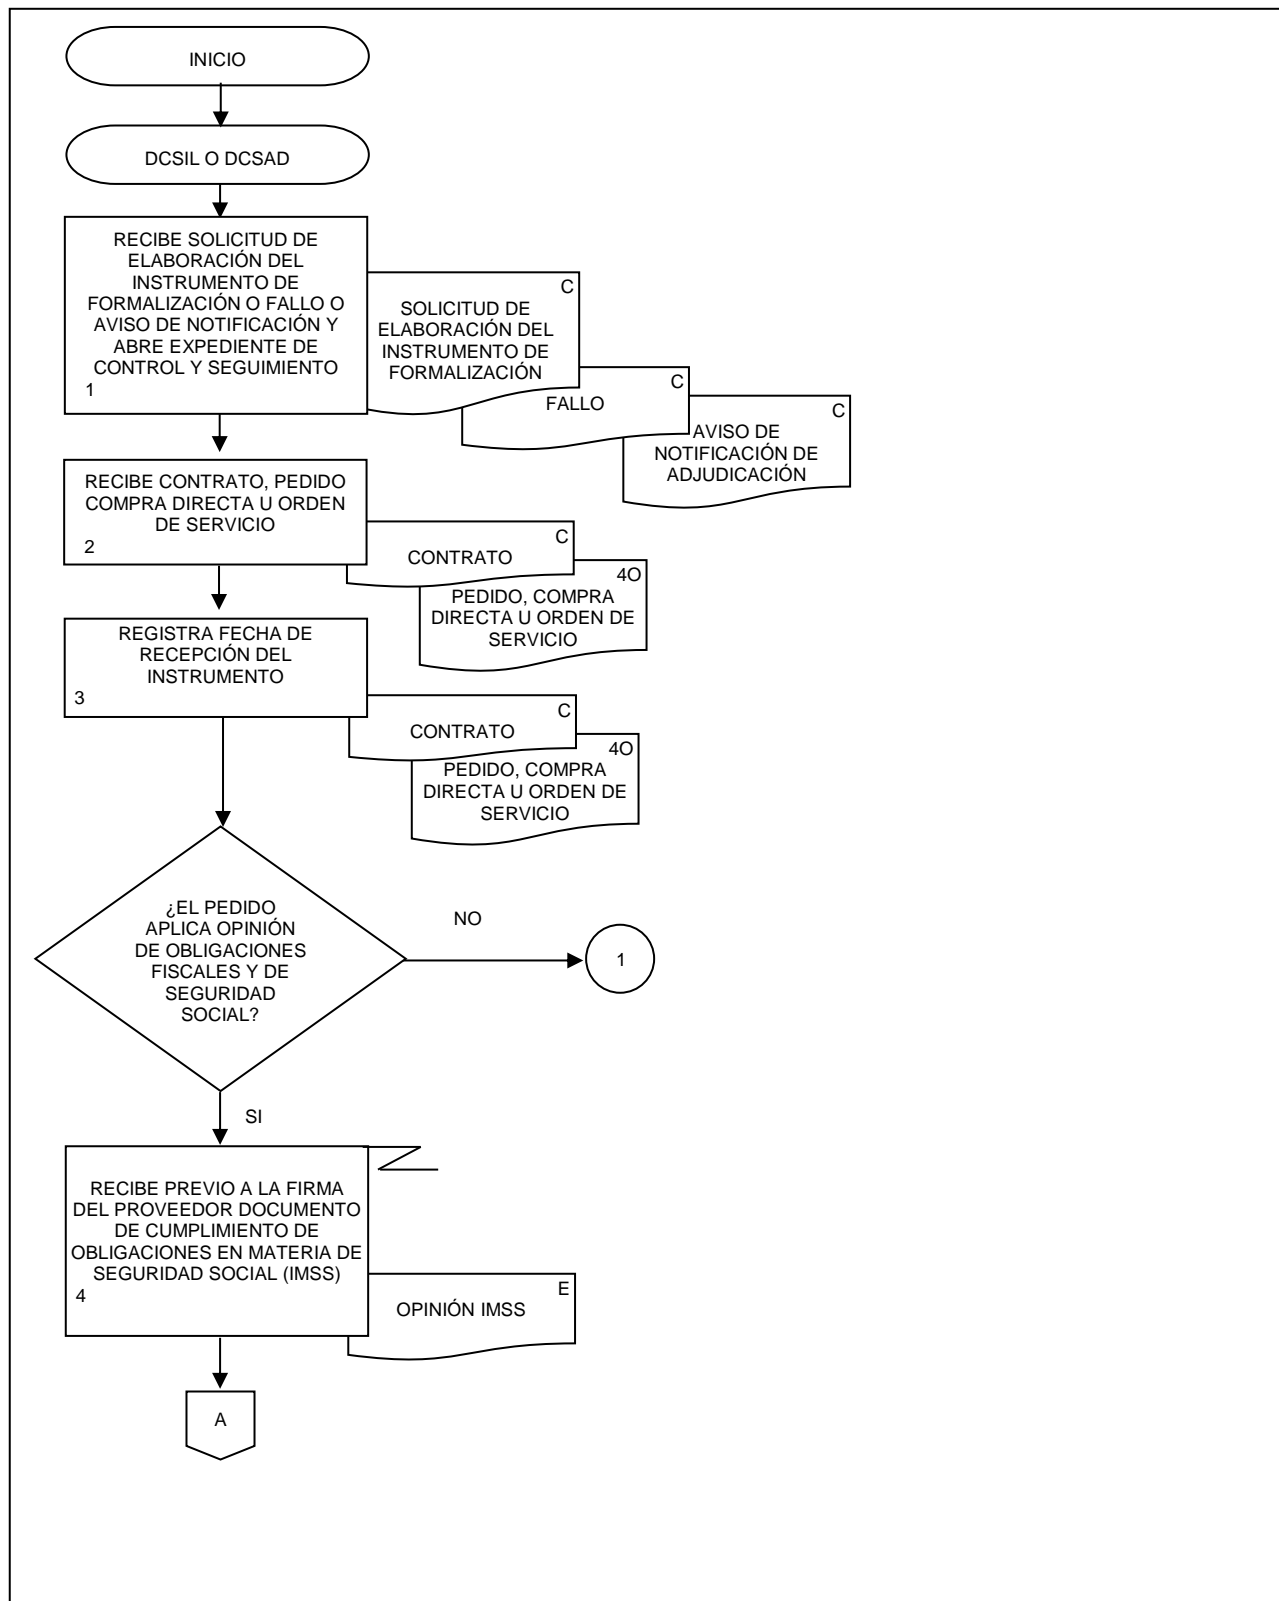 INICIO
DCSIL O DCSAD
RECIBE SOLICITUD DE
ELABORACIÓN DEL
INSTRUMENTO DE
FORMALIZACIÓN O FALLO O
AVISO DE NOTIFICACIÓN Y
ABRE EXPEDIENTE DE
CONTROL Y SEGUIMIENTO
1
C
SOLICITUD DE
ELABORACIÓN DEL
INSTRUMENTO DE
FORMALIZACIÓN
C
FALLO
C
AVISO DE
NOTIFICACIÓN DE
ADJUDICACIÓN
RECIBE CONTRATO, PEDIDO
COMPRA DIRECTA U ORDEN
DE SERVICIO
2
C
CONTRATO
4O
PEDIDO, COMPRA
DIRECTA U ORDEN DE
SERVICIO
REGISTRA FECHA DE
RECEPCIÓN DEL
INSTRUMENTO
3
C
CONTRATO
4O
PEDIDO, COMPRA
DIRECTA U ORDEN DE
SERVICIO
¿EL PEDIDO
APLICA OPINIÓN
DE OBLIGACIONES
FISCALES Y DE
SEGURIDAD
SOCIAL?
NO
1
SI
RECIBE PREVIO A LA FIRMA
DEL PROVEEDOR DOCUMENTO
DE CUMPLIMIENTO DE
OBLIGACIONES EN MATERIA DE
SEGURIDAD SOCIAL (IMSS)
4
E
OPINIÓN IMSS
A